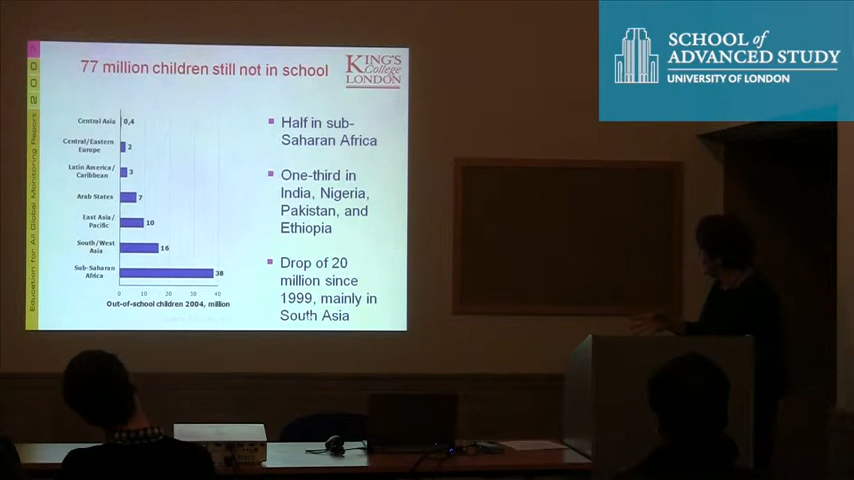 SCHOOL of
ADVANCED STUDY
UNIVERSITY OF LONDON
77 million children still not in school
KING'S
College
LONDON
Education for All Global Monitoring Report
Central Asia 0,4
Central/Eastern
Europe 2
Latin America/
Caribbean 3
Arab States 7
East Asia/
Pacific 10
South/West
Asia 16
Sub-Saharan
Africa 38
0 10 20 30 40
Out-of-school children 2004, million
Half in sub-
Saharan Africa
One-third in
India, Nigeria,
Pakistan, and
Ethiopia
Drop of 20
million since
1999, mainly in
South Asia